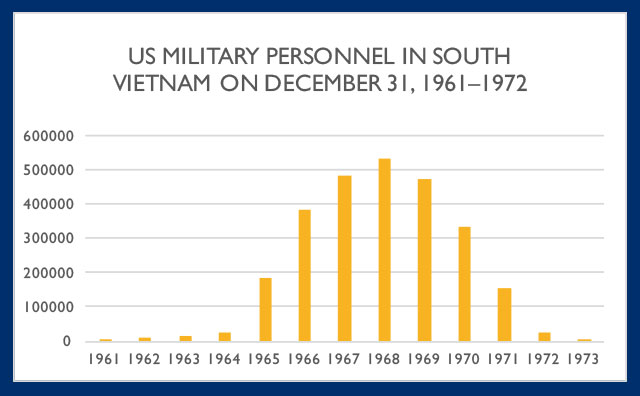 US MILITARY PERSONNEL IN SOUTH
VIETNAM ON DECEMBER 31, 1961–1972
600000
500000
400000
300000
200000
100000
0
1961 1962 1963 1964 1965 1966 1967 1968 1969 1970 1971 1972 1973